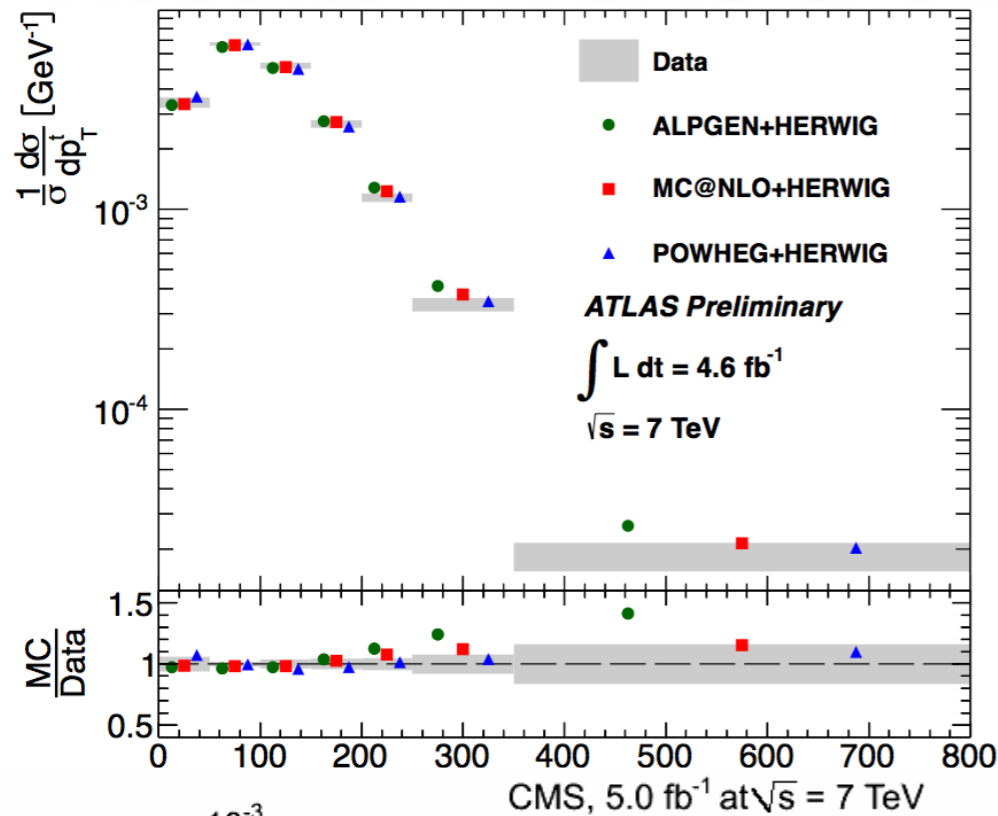 1/σ dσ/dp_T^t [GeV⁻¹]
Data
ALPGEN+HERWIG
MC@NLO+HERWIG
POWHEG+HERWIG
ATLAS Preliminary
∫ L dt = 4.6 fb⁻¹
√s = 7 TeV
10⁻³
10⁻⁴
MC/Data
1.5
1
0.5
0 100 200 300 400 500 600 700 800
CMS, 5.0 fb⁻¹ at √s = 7 TeV